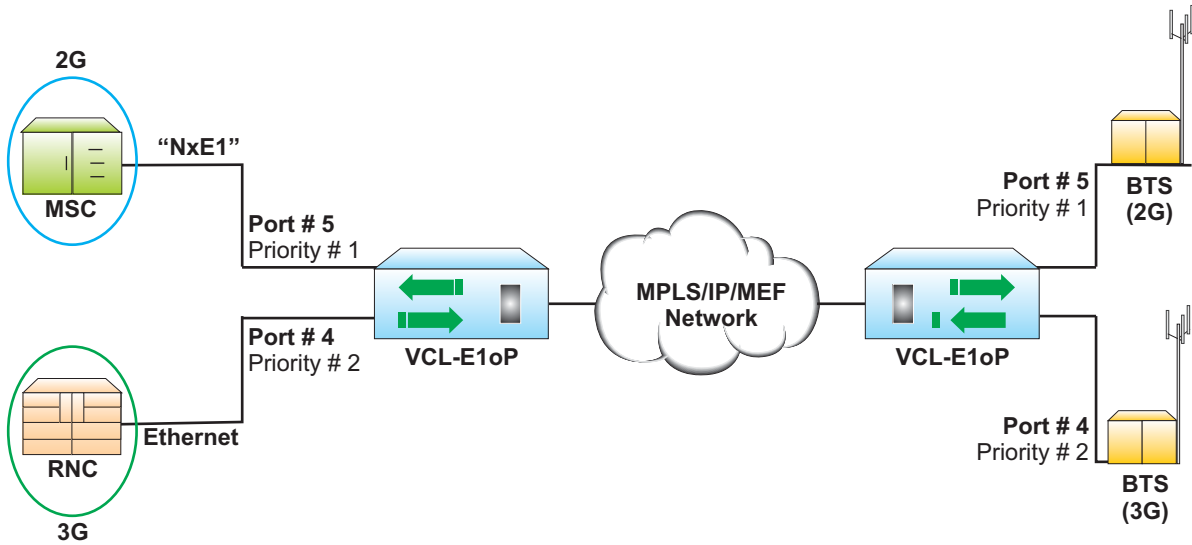 2G
MSC
“NxE1”
Port # 5
Priority # 1
Port # 4
Priority # 2
Ethernet
RNC
3G
VCL-E1oP
MPLS/IP/MEF
Network
VCL-E1oP
Port # 5
Priority # 1
BTS
(2G)
Port # 4
Priority # 2
BTS
(3G)